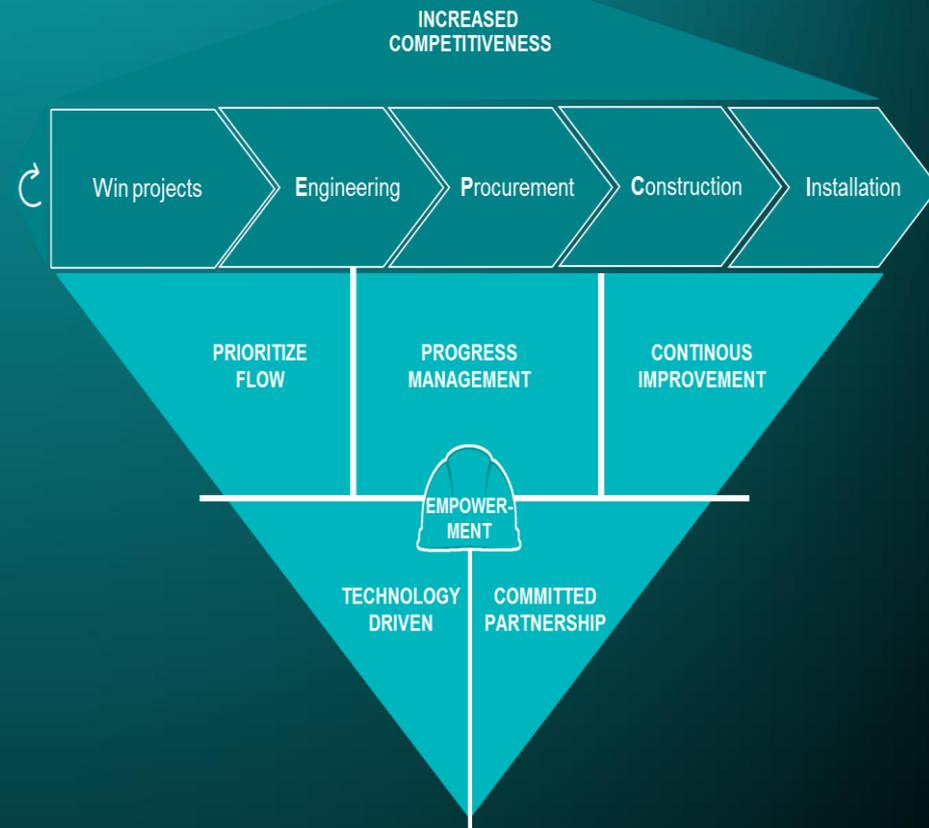 INCREASED
COMPETITIVENESS
Win projects
Engineering
Procurement
Construction
Installation
PRIORITIZE
FLOW
PROGRESS
MANAGEMENT
CONTINOUS
IMPROVEMENT
EMPOWER-
MENT
TECHNOLOGY
DRIVEN
COMMITTED
PARTNERSHIP